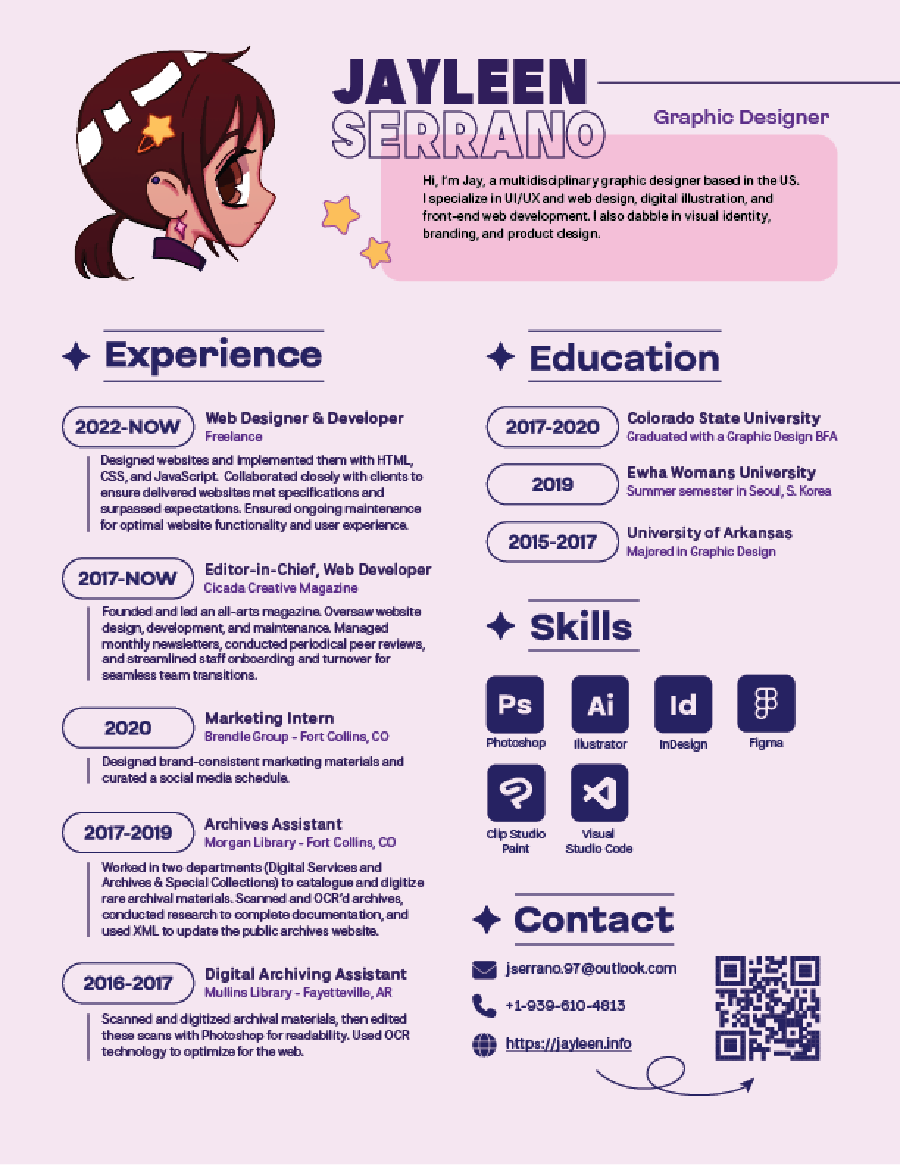 JAYLEEN
SERRANO
Graphic Designer
Hi, I'm Jay, a multidisciplinary graphic designer based in the US.
I specialize in UI/UX and web design, digital illustration, and
front-end web development. I also dabble in visual identity,
branding, and product design.
Experience
2022-NOW
Web Designer & Developer
Freelance
Designed websites and implemented them with HTML,
CSS, and JavaScript. Collaborated closely with clients to
ensure delivered websites met specifications and
surpassed expectations. Ensured ongoing maintenance
for optimal website functionality and user experience.
2017-NOW
Editor-in-Chief, Web Developer
Cicada Creative Magazine
Founded and led an all-arts magazine. Oversaw website
design, development, and maintenance. Managed
monthly newsletters, conducted periodical peer reviews,
and streamlined staff onboarding and turnover for
seamless team transitions.
2020
Marketing Intern
Brendle Group - Fort Collins, CO
Designed brand-consistent marketing materials and
curated a social media schedule.
2017-2019
Archives Assistant
Morgan Library - Fort Collins, CO
Worked in two departments (Digital Services and
Archives & Special Collections) to catalogue and digitize
rare archival materials. Scanned and OCR'd archives,
conducted research to complete documentation, and
used XML to update the public archives website.
2016-2017
Digital Archiving Assistant
Mullins Library - Fayetteville, AR
Scanned and digitized archival materials, then edited
these scans with Photoshop for readability. Used OCR
technology to optimize for the web.
Education
2017-2020
Colorado State University
Graduated with a Graphic Design BFA
2019
Ewha Womans University
Summer semester in Seoul, S. Korea
2015-2017
University of Arkansas
Majored in Graphic Design
Skills
Ps
Ai
Id
Photoshop
Illustrator
InDesign
Figma
Clip Studio
Paint
Visual
Studio Code
Contact
jserrano.97@outlook.com
+1-939-610-4813
https://jayleen.info